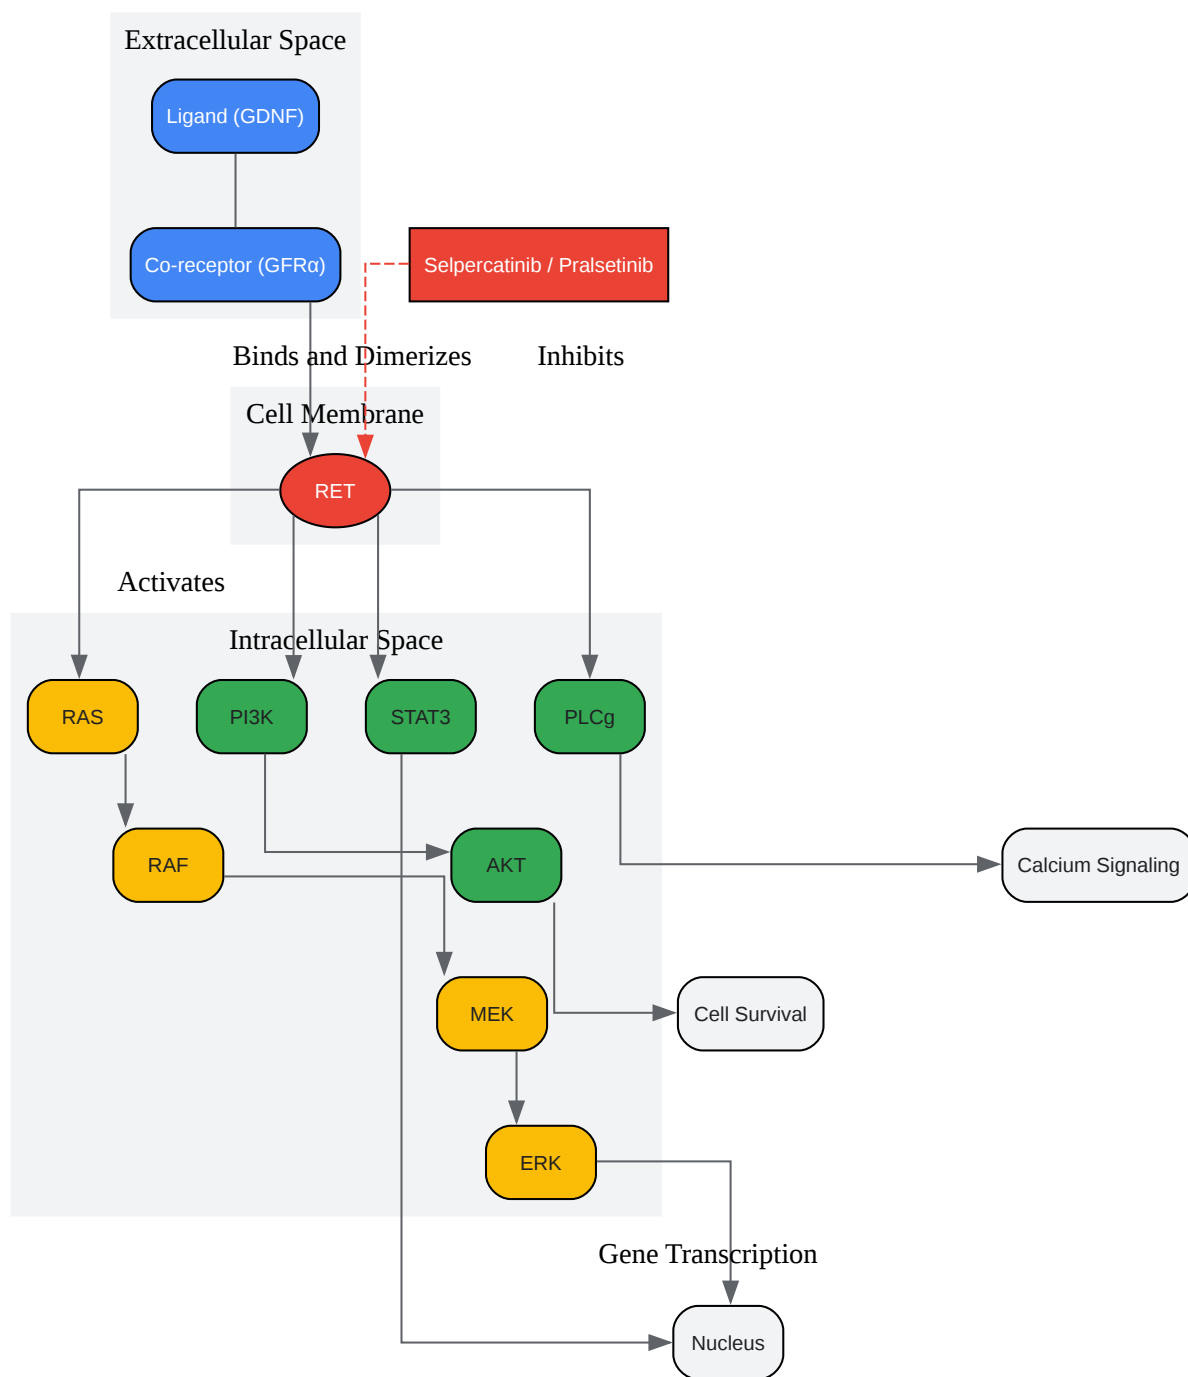 Extracellular Space
Ligand (GDNF)
Co-receptor (GFRα)
Selpercatinib / Pralsetinib
Binds and Dimerizes
Inhibits
Cell Membrane
RET
Activates
Intracellular Space
RAS
PI3K
STAT3
PLCg
RAF
AKT
Calcium Signaling
MEK
Cell Survival
ERK
Gene Transcription
Nucleus